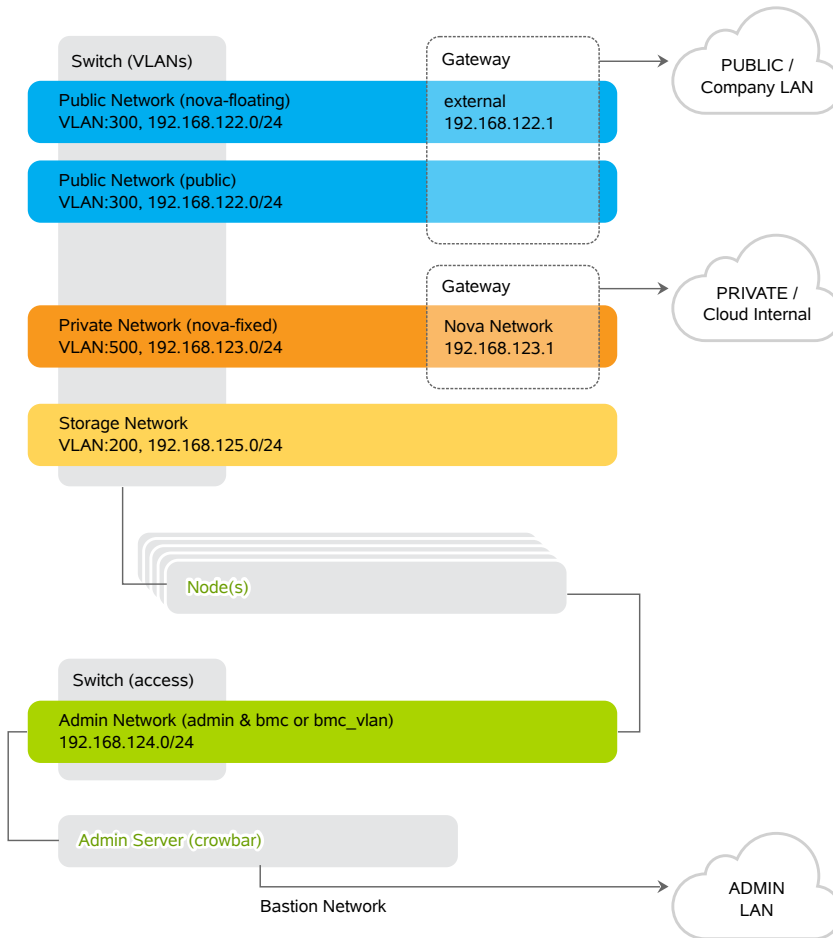 Switch (VLANs)
Gateway
PUBLIC /
Company LAN
Public Network (nova-floating)
VLAN:300, 192.168.122.0/24
external
192.168.122.1
Public Network (public)
VLAN:300, 192.168.122.0/24
Gateway
PRIVATE /
Cloud Internal
Private Network (nova-fixed)
VLAN:500, 192.168.123.0/24
Nova Network
192.168.123.1
Storage Network
VLAN:200, 192.168.125.0/24
Node(s)
Switch (access)
Admin Network (admin & bmc or bmc_vlan)
192.168.124.0/24
Admin Server (crowbar)
Bastion Network
ADMIN
LAN